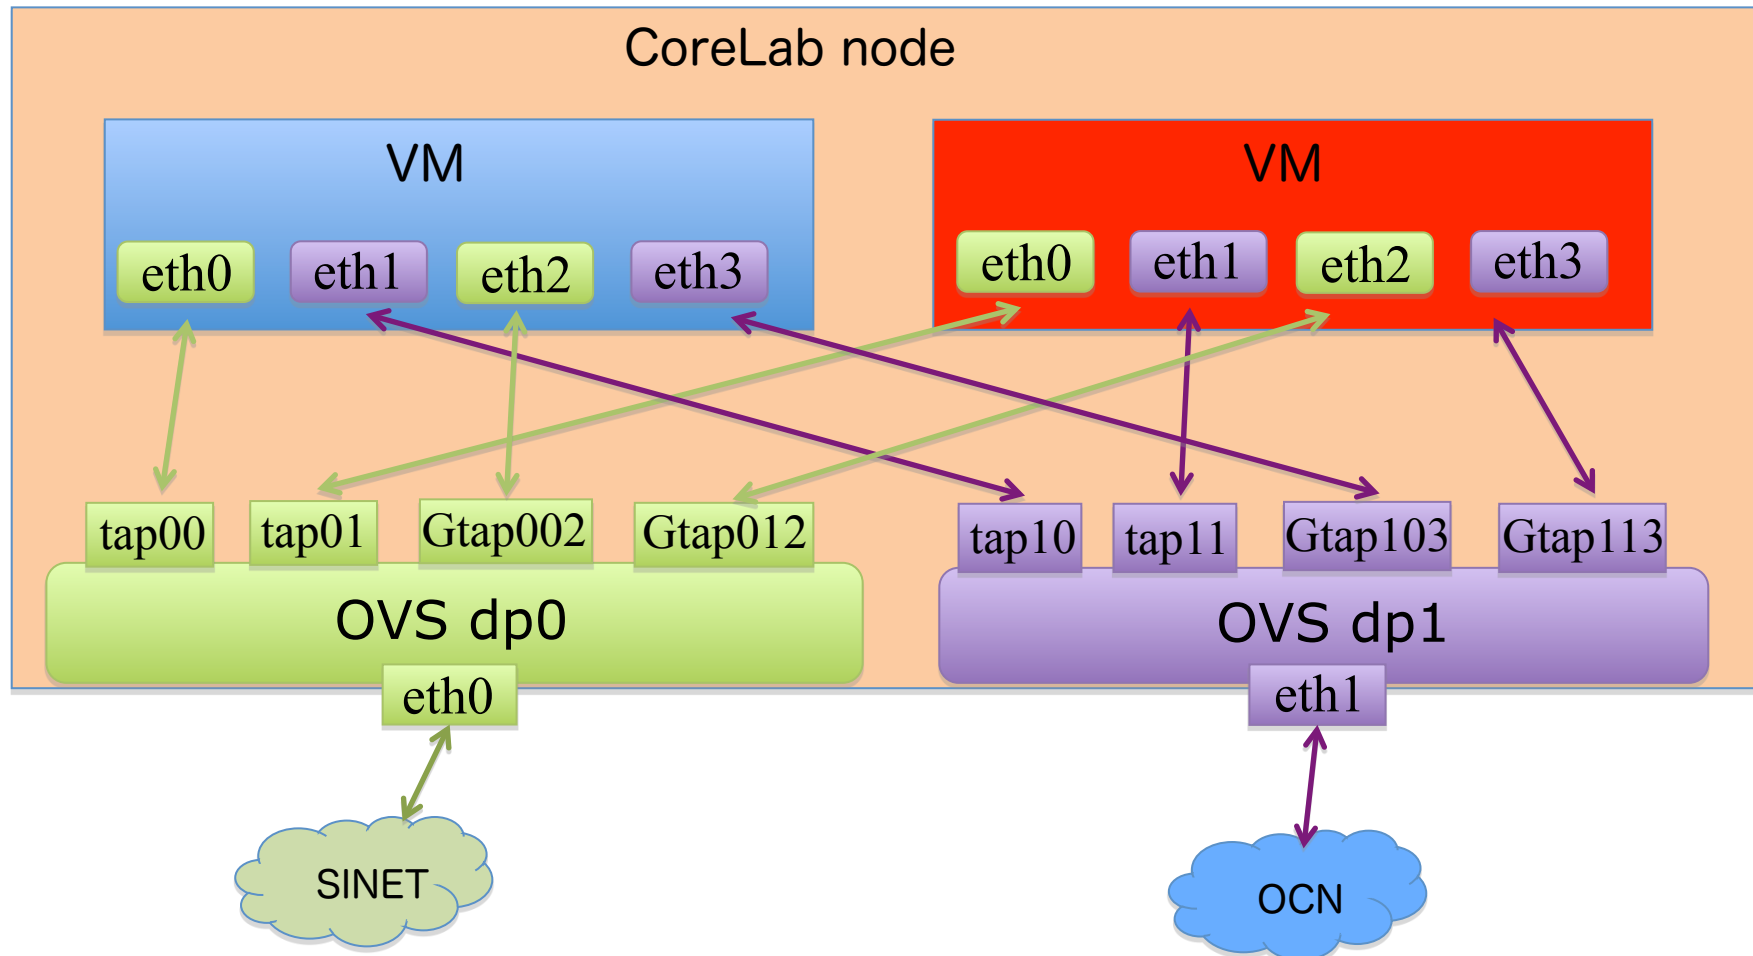 CoreLab node
VM
eth0 eth1 eth2 eth3
VM
eth0 eth1 eth2 eth3
tap00 tap01 Gtap002 Gtap012
OVS dp0
eth0
tap10 tap11 Gtap103 Gtap113
OVS dp1
eth1
SINET
OCN